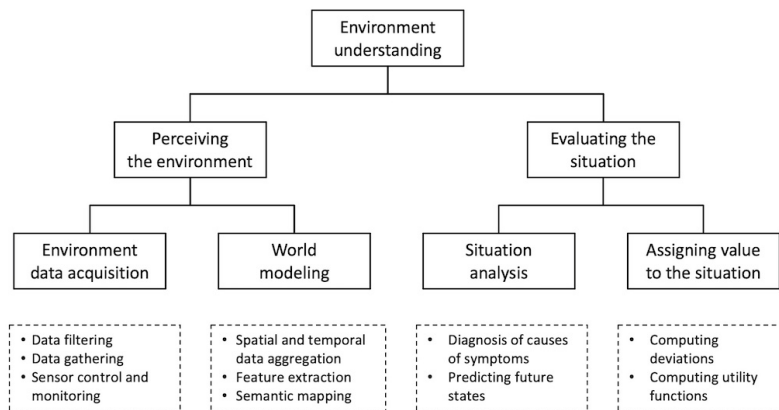 Environment
understanding
Perceiving
the environment
Evaluating the
situation
Environment
data acquisition
World
modeling
Situation
analysis
Assigning value
to the situation
• Data filtering
• Data gathering
• Sensor control and
monitoring
• Spatial and temporal
data aggregation
• Feature extraction
• Semantic mapping
• Diagnosis of causes
of symptoms
• Predicting future
states
• Computing
deviations
• Computing utility
functions